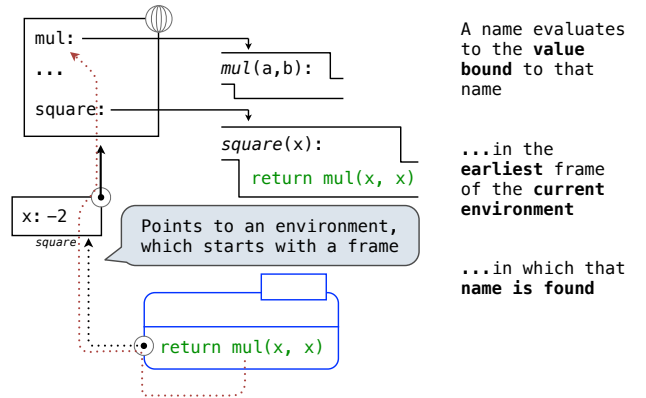 mul:
...
square:
mul(a,b):
square(x):
return mul(x, x)
x: -2
square
Points to an environment,
which starts with a frame
return mul(x, x)
A name evaluates
to the value
bound to that
name
...in the
earliest frame
of the current
environment
...in which that
name is found